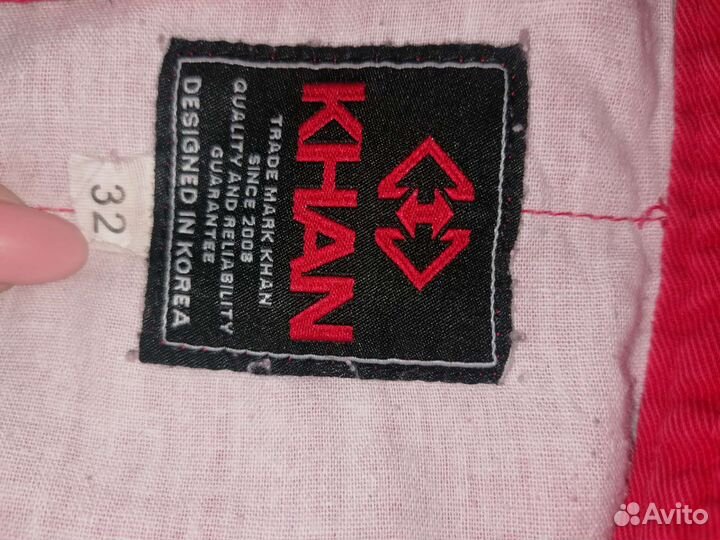 KHAN
TRADE MARK KHAN
SINCE 2008
QUALITY AND RELIABILITY
GUARANTEE
DESIGNED IN KOREA
32
Avito